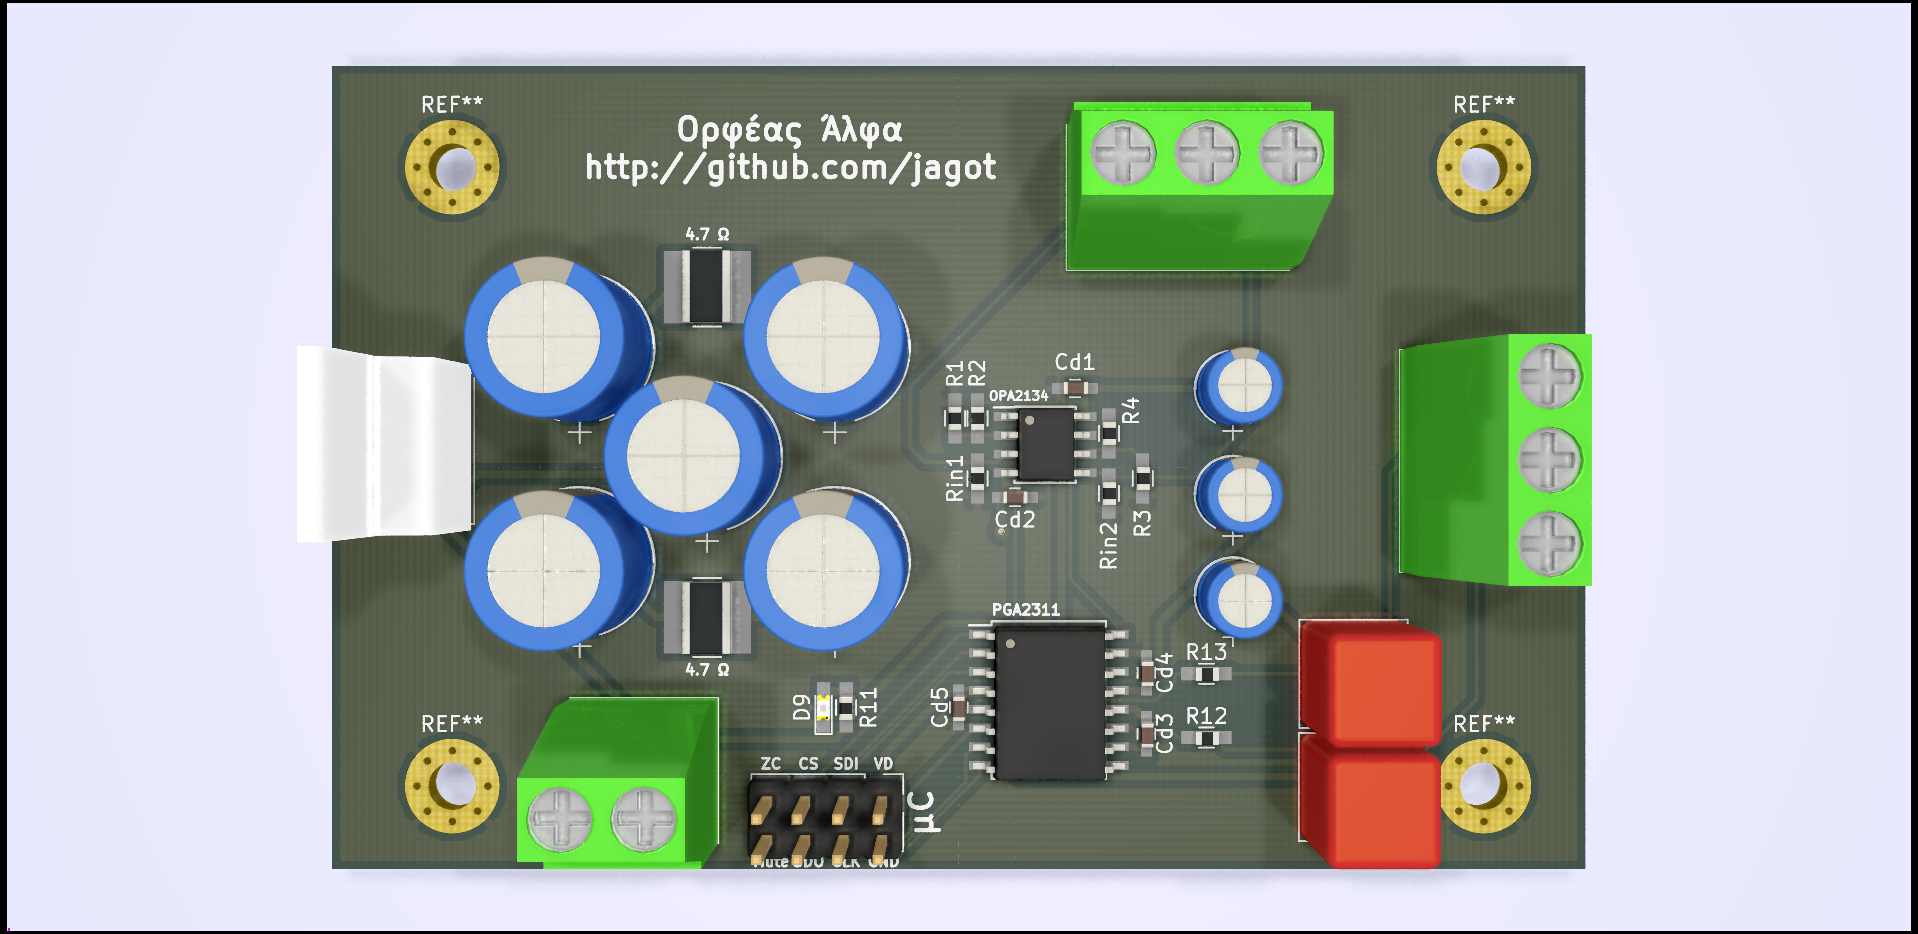 REF**
REF**
Ορφέας Άλφα
http://github.com/jagot
4.7 Ω
Cd1
R1
R2
OPA2134
R4
Rin1
Cd2
Rin2
R3
PGA2311
4.7 Ω
R13
Cd4
D9
R11
Cd5
R12
Cd3
REF**
REF**
ZC CS SDI VD
µC
Mute SDO CLK GND